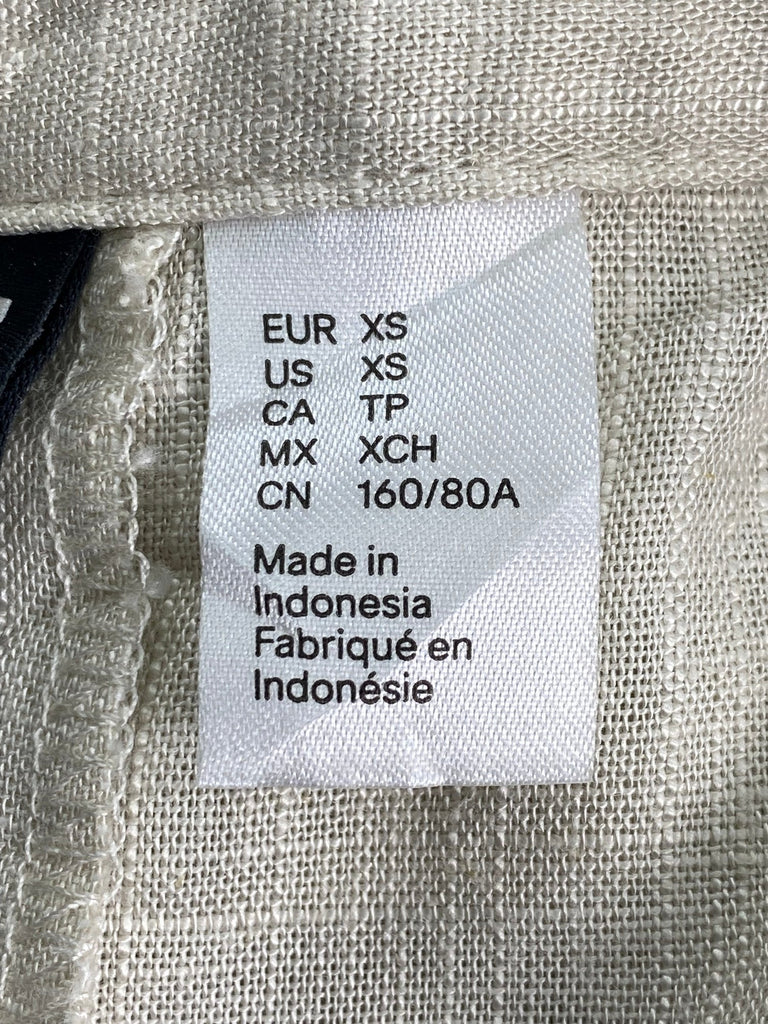 EUR XS
US XS
CA TP
MX XCH
CN 160/80A
Made in
Indonesia
Fabriqué en
Indonésie